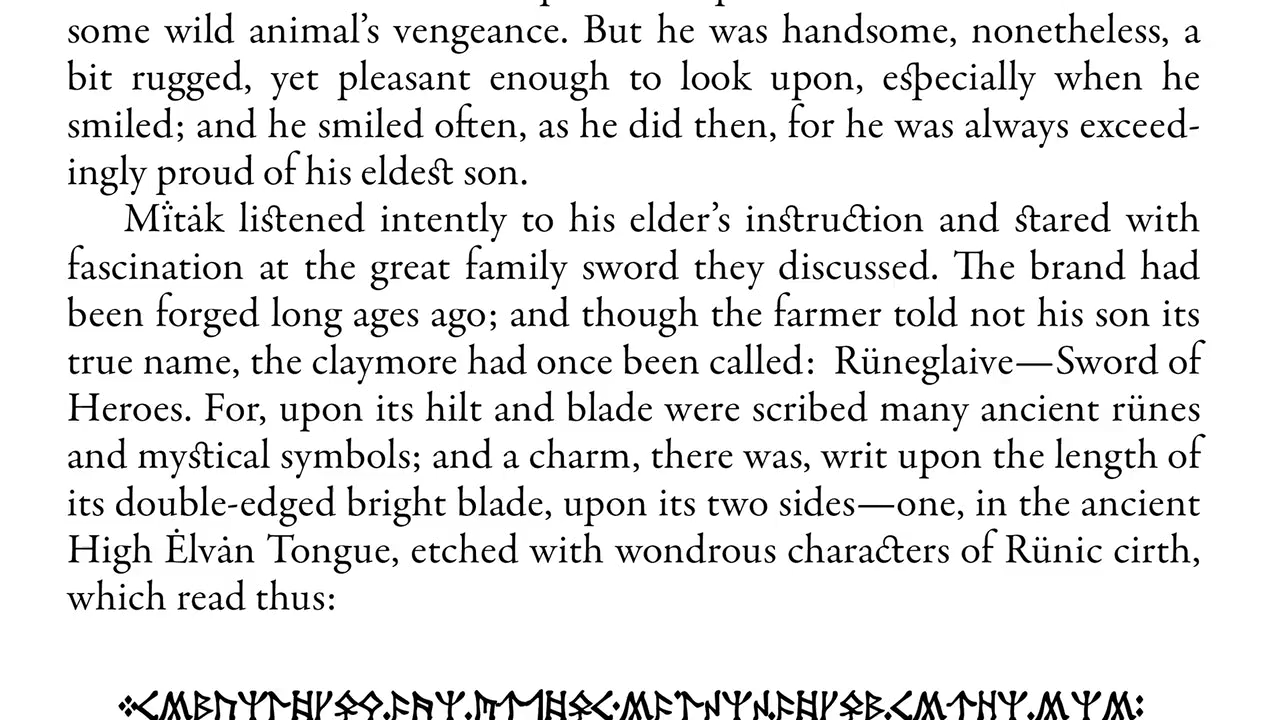 some wild animal’s vengeance. But he was handsome, nonetheless, a
bit rugged, yet pleasant enough to look upon, especially when he
smiled; and he smiled often, as he did then, for he was always exceed-
ingly proud of his eldest son.
Mïtȧk listened intently to his elder’s instruction and stared with
fascination at the great family sword they discussed. The brand had
been forged long ages ago; and though the farmer told not his son its
true name, the claymore had once been called: Rüneglaive—Sword of
Heroes. For, upon its hilt and blade were scribed many ancient rünes
and mystical symbols; and a charm, there was, writ upon the length of
its double-edged bright blade, upon its two sides—one, in the ancient
High Ėlvȧn Tongue, etched with wondrous characters of Rünic cirth,
which read thus: